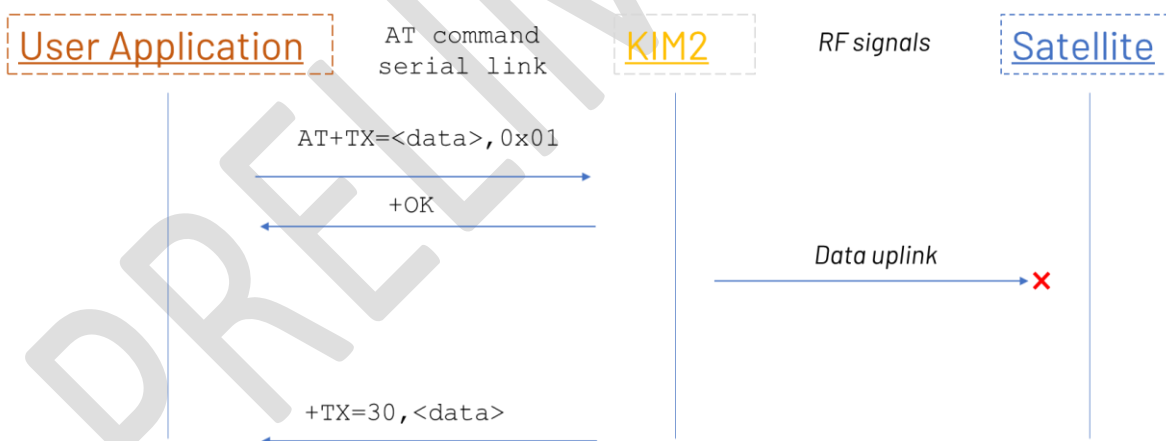 User Application
AT command
serial link
KIM2
RF signals
Satellite
AT+TX=<data>,0x01
+OK
Data uplink
+TX=30,<data>
PRELIM